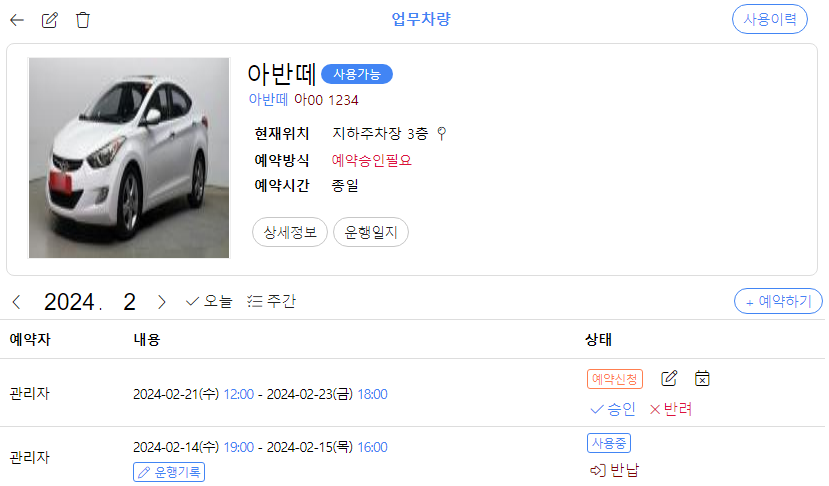 업무차량 사용이력
아반떼 사용가능
아반떼 아00 1234
현재위치 지하주차장 3층
예약방식 예약승인필요
예약시간 종일
상세정보 운행일지
2024. 2 오늘 주간 + 예약하기
예약자 내용 상태
관리자 2024-02-21(수) 12:00 - 2024-02-23(금) 18:00 예약신청
승인 반려
관리자 2024-02-14(수) 19:00 - 2024-02-15(목) 16:00 사용중
운행기록 반납